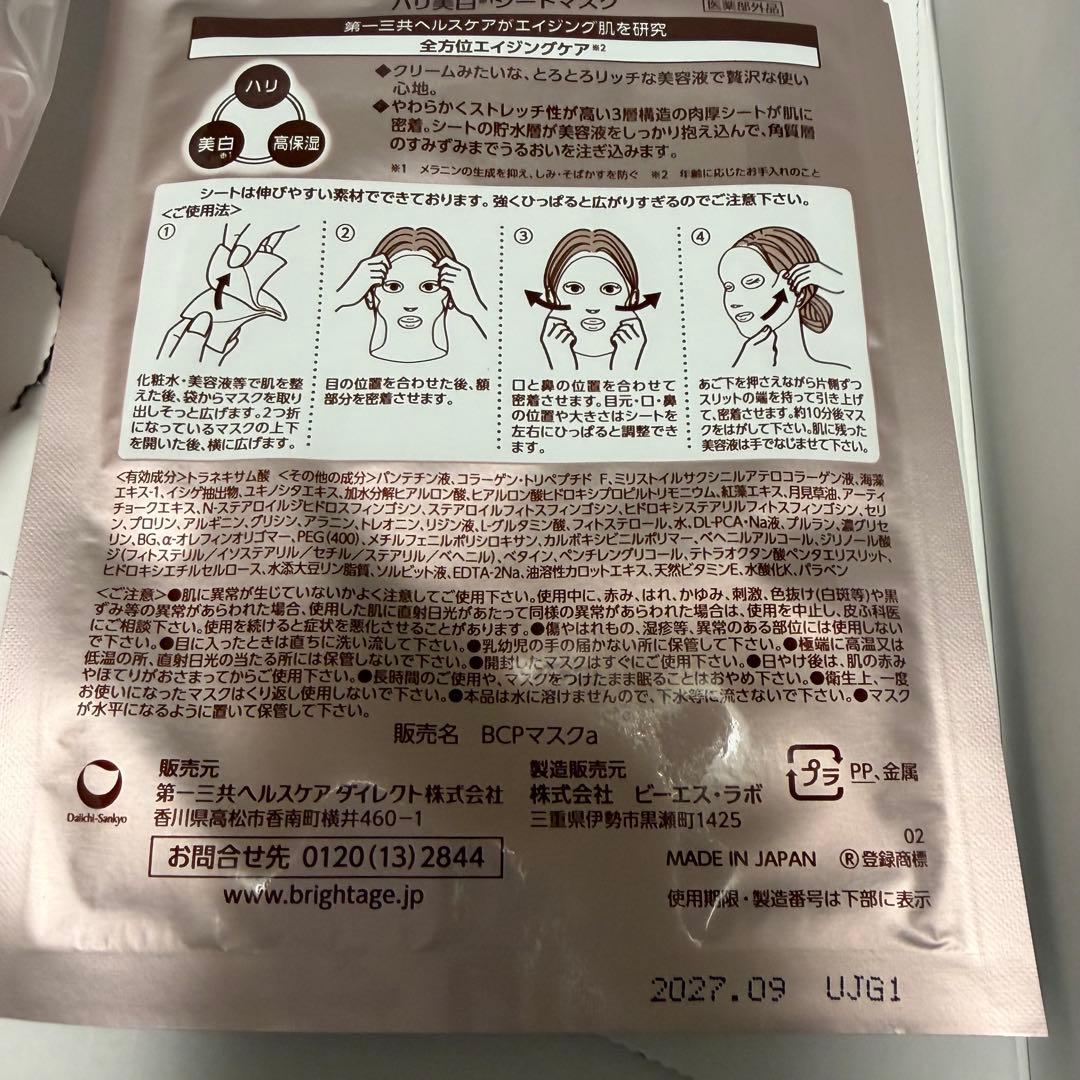 ハリ美白※1シートマスク
医薬部外品
第一三共ヘルスケアがエイジング肌を研究
全方位エイジングケア※2
ハリ
美白※1
高保湿
◆クリームみたいな、とろとろリッチな美容液で贅沢な使い
心地。
◆やわらかくストレッチ性が高い3層構造の肉厚シートが肌に
密着。シートの貯水層が美容液をしっかり抱え込んで、角質層
のすみずみまでうるおいを注ぎ込みます。
※1 メラニンの生成を抑え、しみ・そばかすを防ぐ ※2 年齢に応じたお手入れのこと
シートは伸びやすい素材でできております。強くひっぱると広がりすぎるのでご注意下さい。
<ご使用法>
①
化粧水・美容液等で肌を整
えた後、袋からマスクを取り
出しそっと広げます。2つ折
になっているマスクの上下
を開いた後、横に広げます。
②
目の位置を合わせた後、額
部分を密着させます。
③
口と鼻の位置を合わせて
密着させます。目元・口・鼻
の位置や大きさはシートを
左右にひっぱると調整でき
ます。
④
あご下を押さえながら片側ずつ
スリットの端を持って引き上げ
て、密着させます。約10分後マス
クをはがして下さい。肌に残った
美容液は手でなじませて下さい。
<有効成分>トラネキサム酸 <その他の成分>パンテチン液、コラーゲン・トリペプチド F、ミリストイルサクシニルアテロコラーゲン液、海藻
エキス-1、イシゲ抽出物、ユキノシタエキス、加水分解ヒアルロン酸、ヒアルロン酸ヒドロキシプロピルトリモニウム、紅藻エキス、月見草油、アーティ
チョークエキス、N-ステアロイルジヒドロスフィンゴシン、ステアロイルフィトスフィンゴシン、ヒドロキシステアリルフィトスフィンゴシン、セリ
ン、プロリン、アルギニン、グリシン、アラニン、トレオニン、リジン液、L-グルタミン酸、フィトステロール、水、DL-PCA・Na液、プルラン、濃グリセ
リン、BG、α-オレフィンオリゴマー、PEG(400)、メチルフェニルポリシロキサン、カルボキシビニルポリマー、ベヘニルアルコール、ジリノール酸
ジ(フィトステリル/イソステアリル/セチル/ステアリル/ベヘニル)、ベタイン、ペンチレングリコール、テトラオクタン酸ペンタエリスリット、
ヒドロキシエチルセルロース、水添大豆リン脂質、ソルビット液、EDTA-2Na、油溶性カロットエキス、天然ビタミンE、水酸化K、パラベン
<ご注意>●肌に異常が生じていないかよく注意してご使用下さい。使用中に、赤み、はれ、かゆみ、刺激、色抜け(白斑等)や黒
ずみ等の異常があらわれた場合、使用した肌に直射日光があたって同様の異常があらわれた場合は、使用を中止し、皮ふ科医
にご相談下さい。使用を続けると症状を悪化させることがあります。●傷やはれもの、湿疹等、異常のある部位には使用しない
で下さい。●目に入ったときは直ちに洗い流して下さい。●乳幼児の手の届かない所に保管して下さい。●極端に高温又は
低温の所、直射日光の当たる所には保管しないで下さい。●開封したマスクはすぐにご使用下さい。●日やけ後は、肌の赤み
やほてりがおさまってからご使用下さい。●長時間のご使用や、マスクをつけたまま眠ることはおやめ下さい。●衛生上、一度
お使いになったマスクはくり返し使用しないで下さい。●本品は水に溶けませんので、下水等に流さないで下さい。●マスク
が水平になるように置いて保管して下さい。
販売名 BCPマスクa
Daiichi-Sankyo
販売元
第一三共ヘルスケア ダイレクト株式会社
香川県高松市香南町横井460−1
製造販売元
株式会社 ピーエス・ラボ
三重県伊勢市黒瀬町1425
プラ PP、金属
お問合せ先 0120(13)2844
www.brightage.jp
02
MADE IN JAPAN Ⓡ登録商標
使用期限・製造番号は下部に表示
2027.09 UJG1